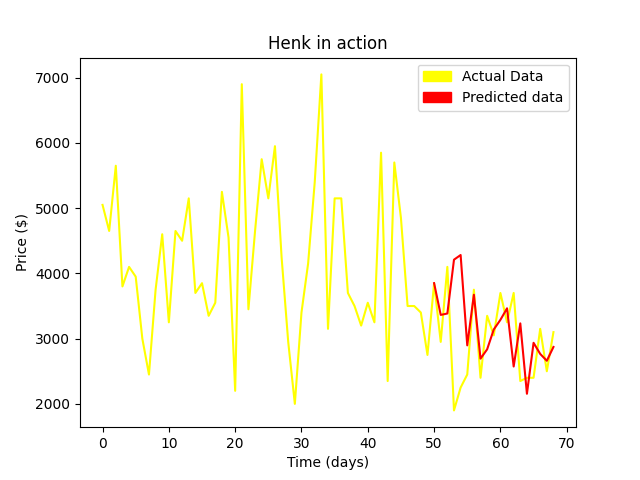 Henk in action
Actual Data
Predicted data
Price ($)
7000
6000
5000
4000
3000
2000
0 10 20 30 40 50 60 70
Time (days)